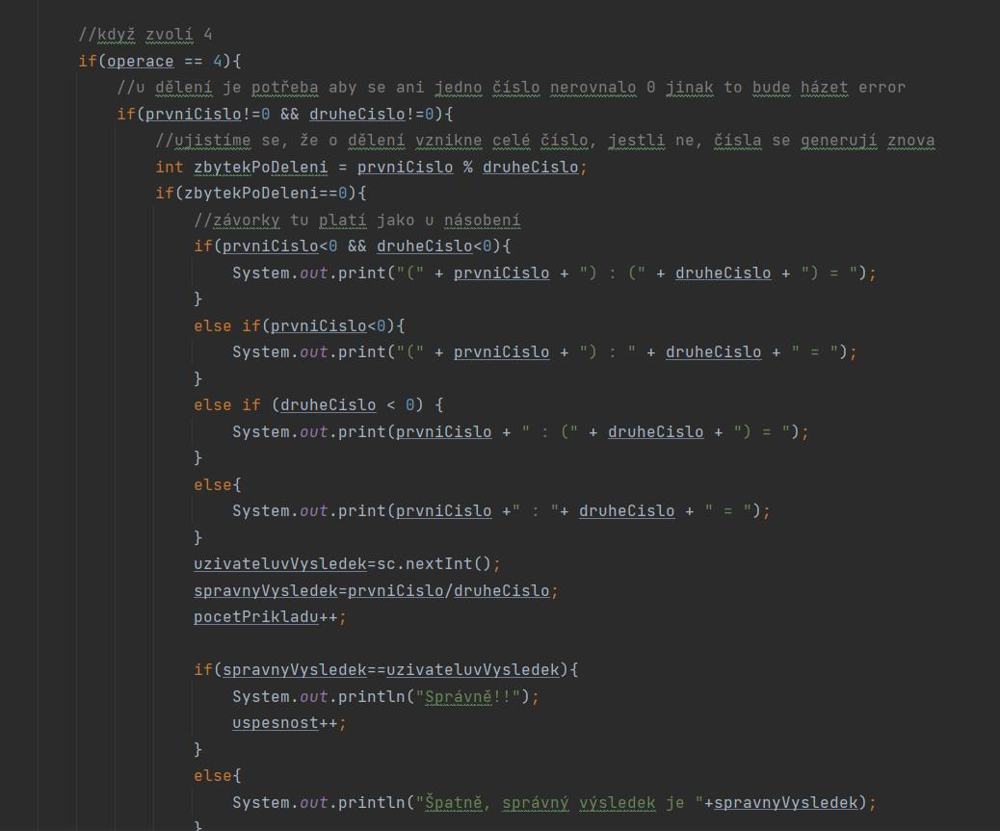 //když zvolí 4
if(operace == 4){
//u dělení je potřeba aby se ani jedno číslo nerovnalo 0 jinak to bude házet error
if(prvniCislo!=0 && druheCislo!=0){
//ujistíme se, že o dělení vznikne celé číslo, jestli ne, čísla se generují znova
int zbytekPoDeleni = prvniCislo % druheCislo;
if(zbytekPoDeleni==0){
//závorky tu platí jako u násobení
if(prvniCislo<0 && druheCislo<0){
System.out.print("(" + prvniCislo + ") : (" + druheCislo + ") = ");
}
else if(prvniCislo<0){
System.out.print("(" + prvniCislo + ") : " + druheCislo + " = ");
}
else if (druheCislo < 0) {
System.out.print(prvniCislo + " : (" + druheCislo + ") = ");
}
else{
System.out.print(prvniCislo +" : "+ druheCislo + " = ");
}
uzivateluvVysledek=sc.nextInt();
spravnyVysledek=prvniCislo/druheCislo;
pocetPrikladu++;
if(spravnyVysledek==uzivateluvVysledek){
System.out.println("Správně!!");
uspesnost++;
}
else{
System.out.println("Špatně, správný výsledek je "+spravnyVysledek);
}